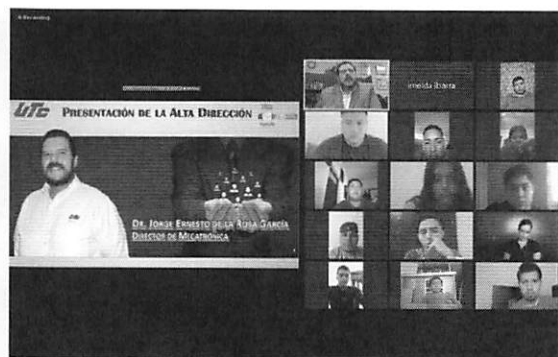 UTC
PRESENTACIÓN DE LA ALTA DIRECCIÓN
DR. JORGE ERNESTO DE LA ROSA GARCÍA
DIRECTOR DE MECATRÓNICA
imelda ibarra